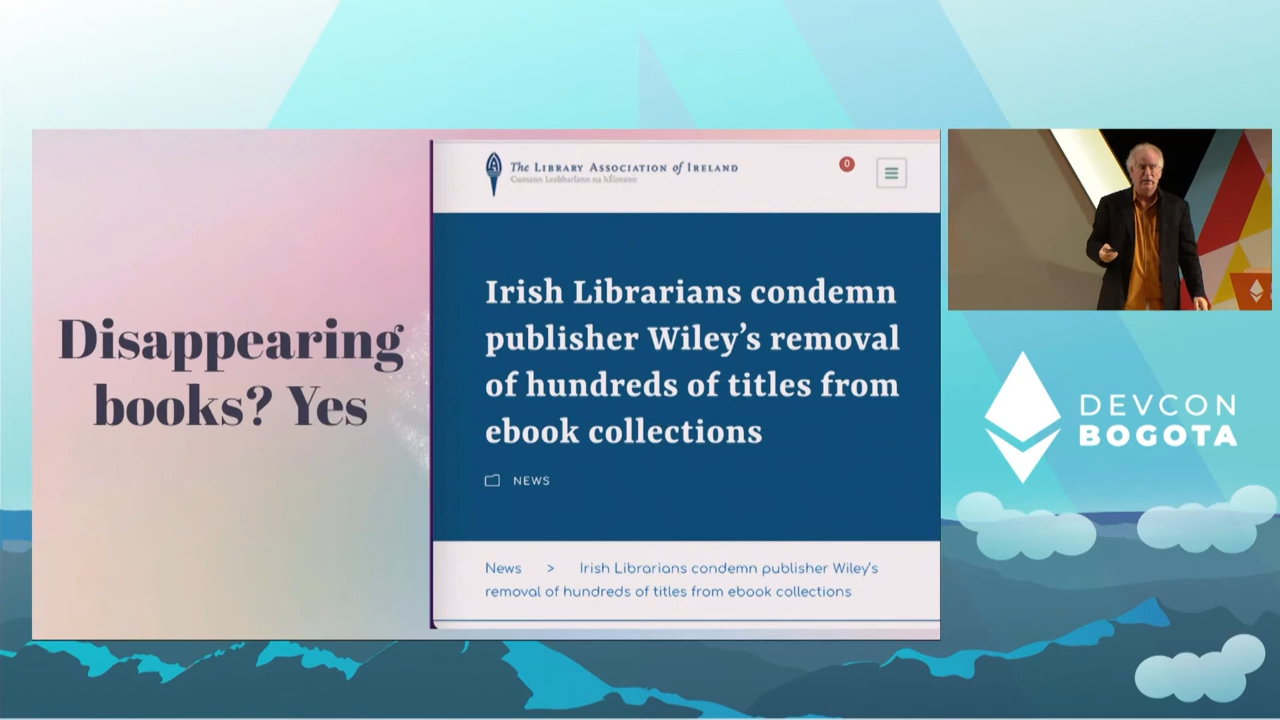 Disappearing
books? Yes
The LIBRARY ASSOCIATION of IRELAND
Cumann Leabharlann na hÉireann
0
Irish Librarians condemn
publisher Wiley’s removal
of hundreds of titles from
ebook collections
NEWS
News > Irish Librarians condemn publisher Wiley’s
removal of hundreds of titles from ebook collections
DEVCON
BOGOTA